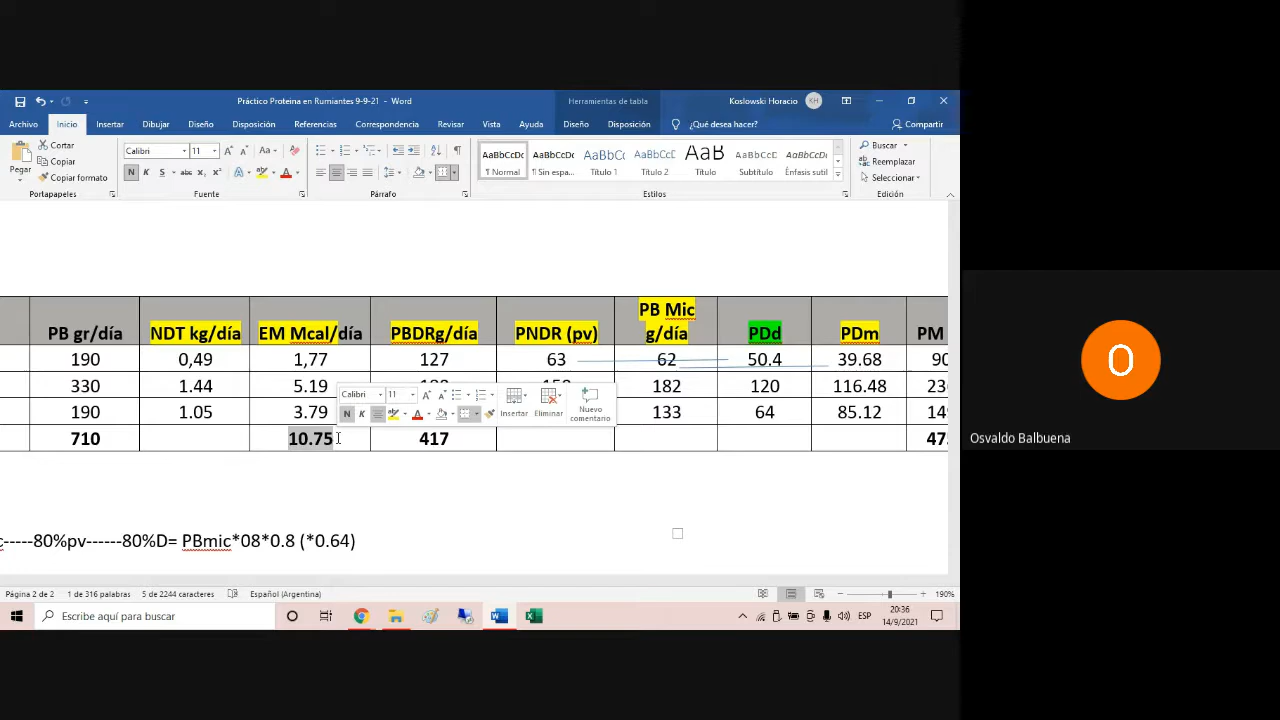 Práctico Proteina en Rumiantes 9-9-21 - Word
Herramientas de tabla
Koslowski Horacio
KH
Archivo Inicio Insertar Dibujar Diseño Disposición Referencias Correspondencia Revisar Vista Ayuda Diseño Disposición ¿Qué desea hacer? Compartir
Pegar
Cortar
Copiar
Copiar formato
Portapapeles
Calibri 11
Fuente
Párrafo
AaBbCcDc AaBbCcDc AaBbCc AaBbCcD AaB AaBbCcD AaBbCcDc
¶ Normal ¶ Sin espa... Título 1 Título 2 Título Subtítulo Énfasis sutil
Estilos
Buscar
Reemplazar
Seleccionar
Edición
PB gr/día NDT kg/día EM Mcal/día PBDRg/día PNDR (pv) PB Mic g/día PDd PDm PM
190 0,49 1,77 127 63 62 50.4 39.68
330 1.44 5.19 182 120 116.48
190 1.05 3.79 133 64 85.12
710 10.75 417
Calibri 11
Insertar Eliminar Nuevo comentario
-----80%pv------80%D= PBmic*08*0.8 (*0.64)
Página 2 de 2 1 de 316 palabras 5 de 2244 caracteres Español (Argentina) 190%
Escribe aquí para buscar
ESP
20:36
14/9/2021
O
Osvaldo Balbuena